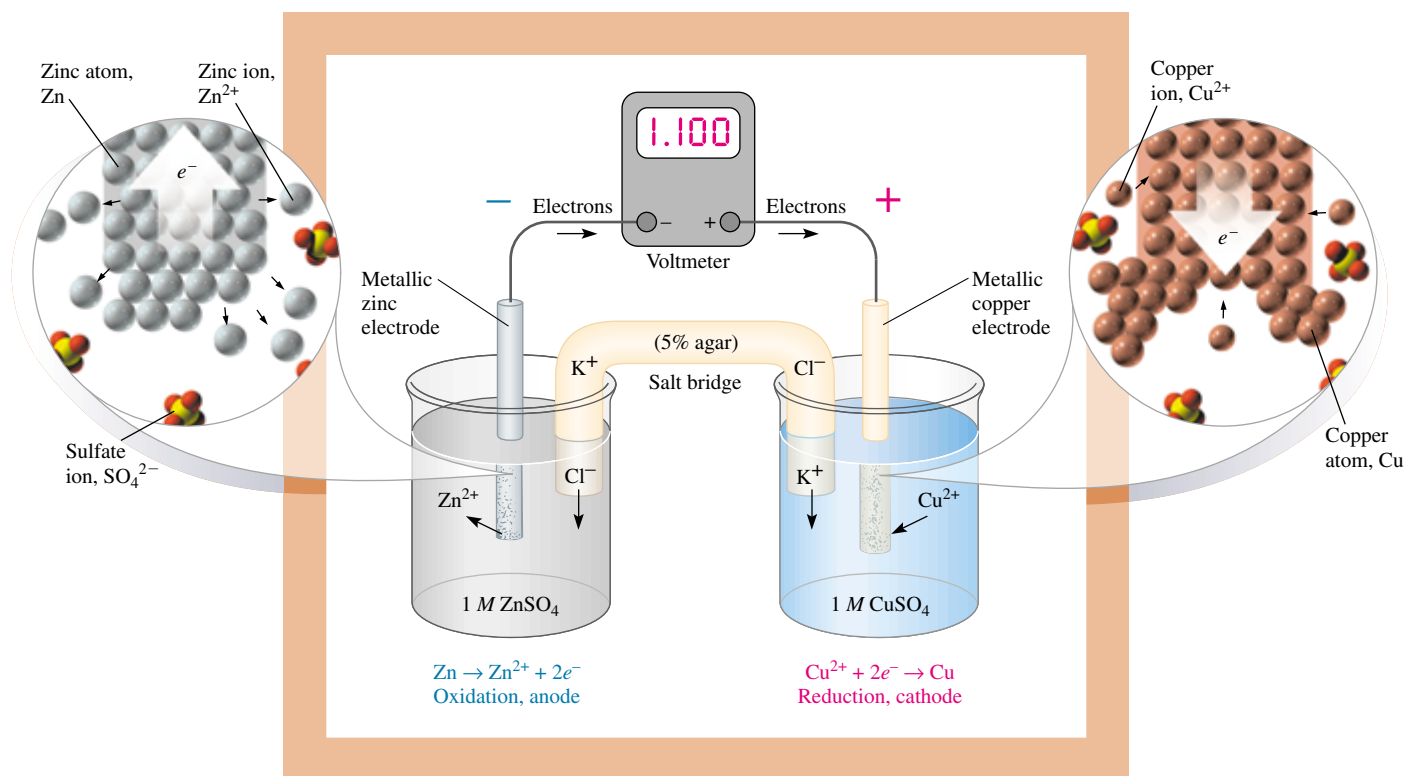 Zinc atom,
Zn
Zinc ion,
Zn²⁺
e⁻
Sulfate
ion, SO₄²⁻
1.100
−
Electrons
−
+
Electrons
+
Voltmeter
Metallic
zinc
electrode
Metallic
copper
electrode
(5% agar)
K⁺
Cl⁻
Salt bridge
Cl⁻
K⁺
Zn²⁺
Cu²⁺
1 M ZnSO₄
1 M CuSO₄
Zn → Zn²⁺ + 2e⁻
Oxidation, anode
Cu²⁺ + 2e⁻ → Cu
Reduction, cathode
Copper
ion, Cu²⁺
e⁻
Copper
atom, Cu